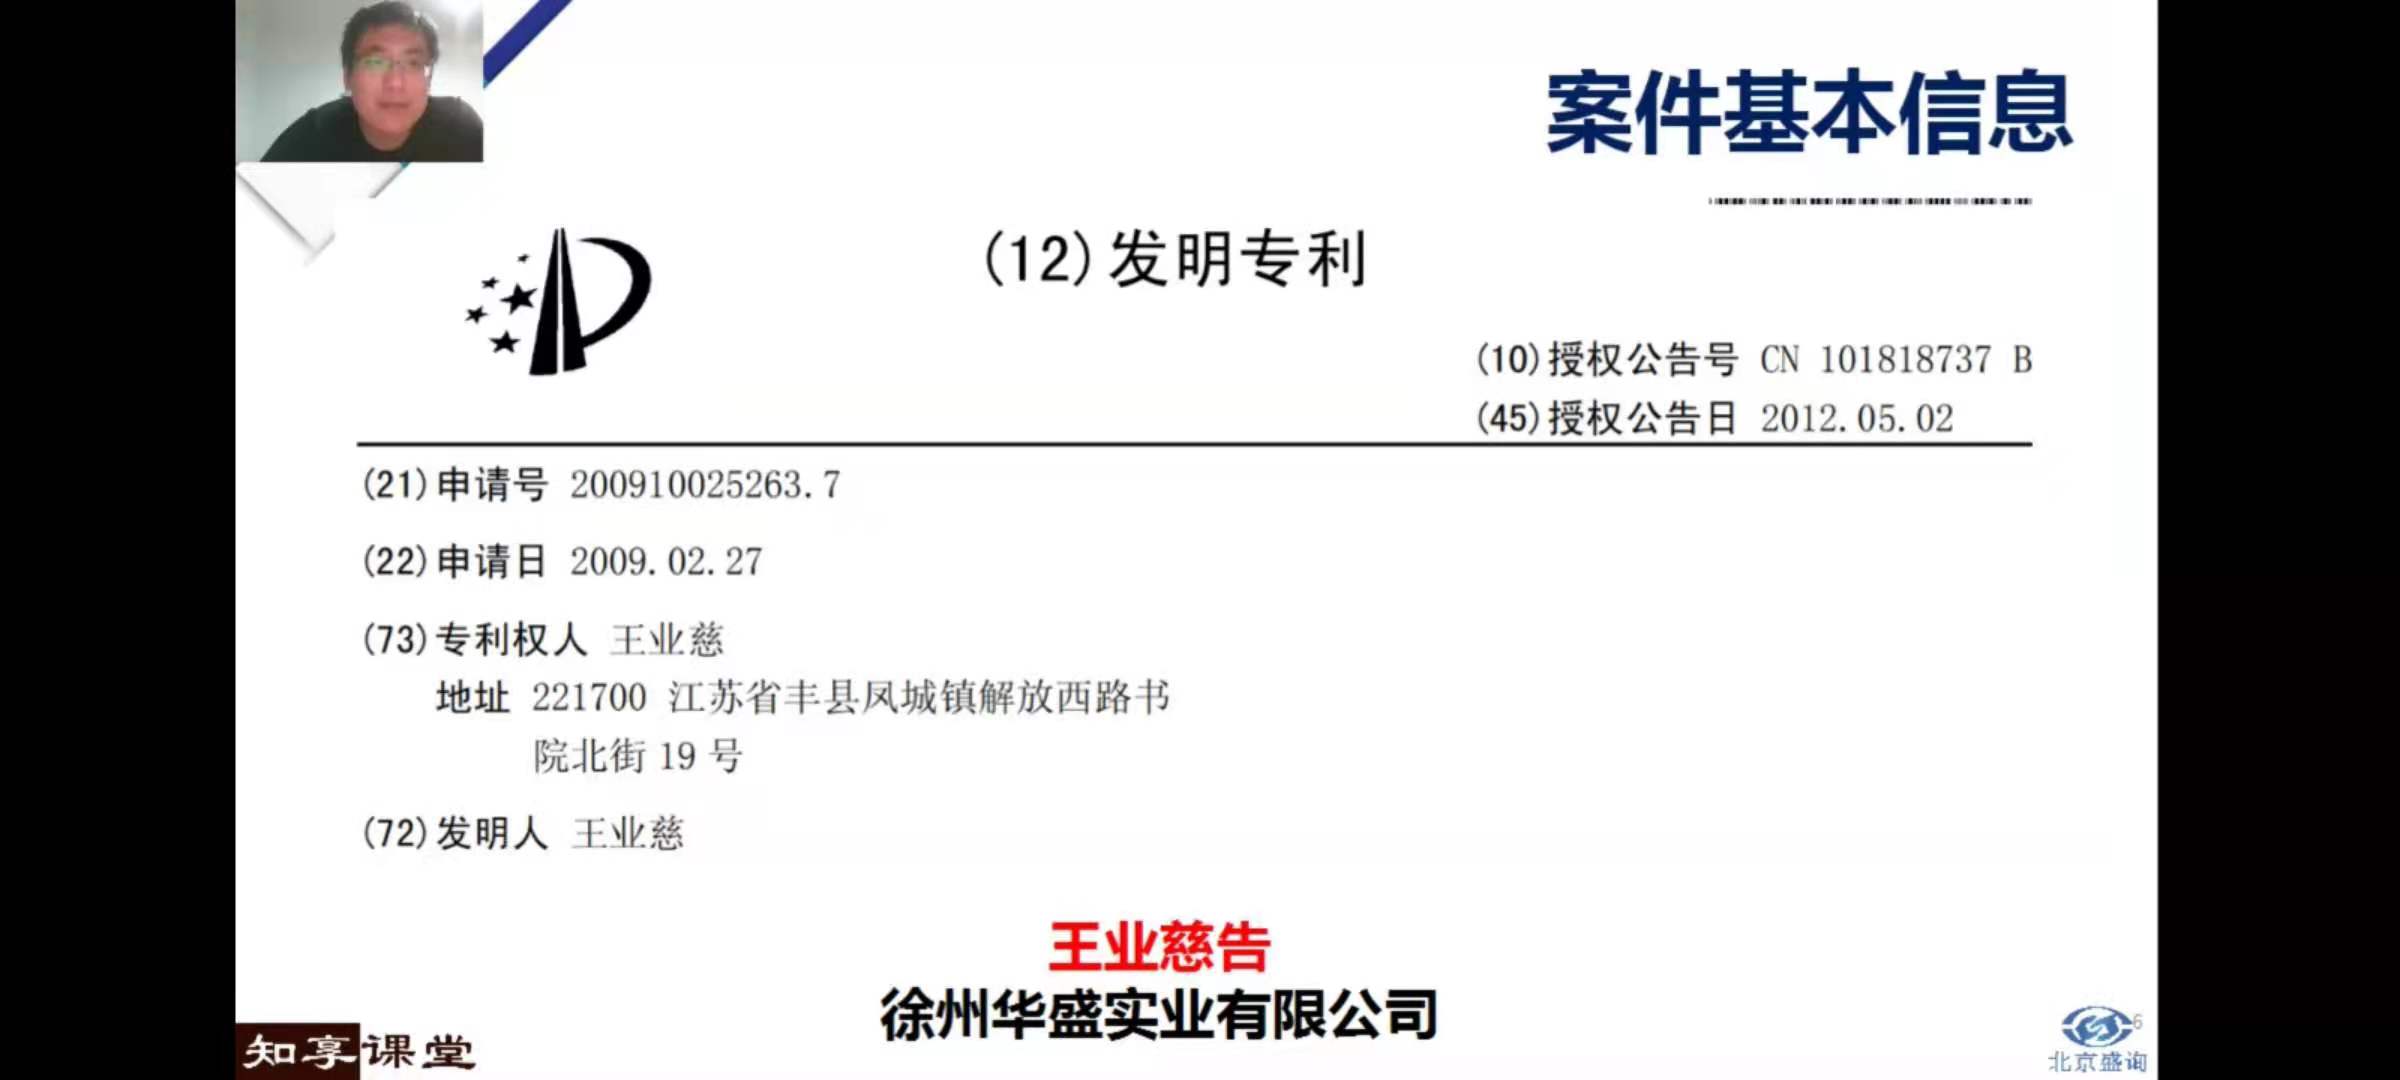 案件基本信息
(12)发明专利
(10)授权公告号 CN 101818737 B
(45)授权公告日 2012.05.02
(21)申请号 200910025263.7
(22)申请日 2009.02.27
(73)专利权人 王业慈
地址 221700 江苏省丰县凤城镇解放西路书
院北街 19 号
(72)发明人 王业慈
王业慈告
徐州华盛实业有限公司
知享课堂
6
北京盛询